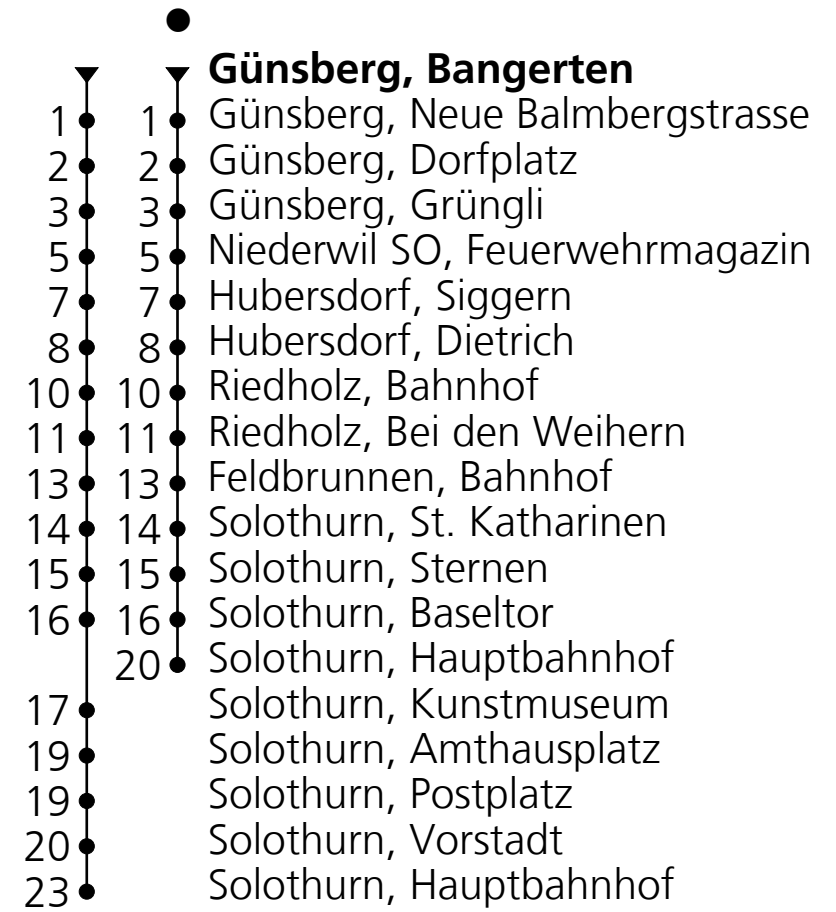 Günsberg, Bangerten
1 1 Günsberg, Neue Balmbergstrasse
2 2 Günsberg, Dorfplatz
3 3 Günsberg, Grüngli
5 5 Niederwil SO, Feuerwehrmagazin
7 7 Hubersdorf, Siggern
8 8 Hubersdorf, Dietrich
10 10 Riedholz, Bahnhof
11 11 Riedholz, Bei den Weihern
13 13 Feldbrunnen, Bahnhof
14 14 Solothurn, St. Katharinen
15 15 Solothurn, Sternen
16 16 Solothurn, Baseltor
20 Solothurn, Hauptbahnhof
17 Solothurn, Kunstmuseum
19 Solothurn, Amthausplatz
19 Solothurn, Postplatz
20 Solothurn, Vorstadt
23 Solothurn, Hauptbahnhof